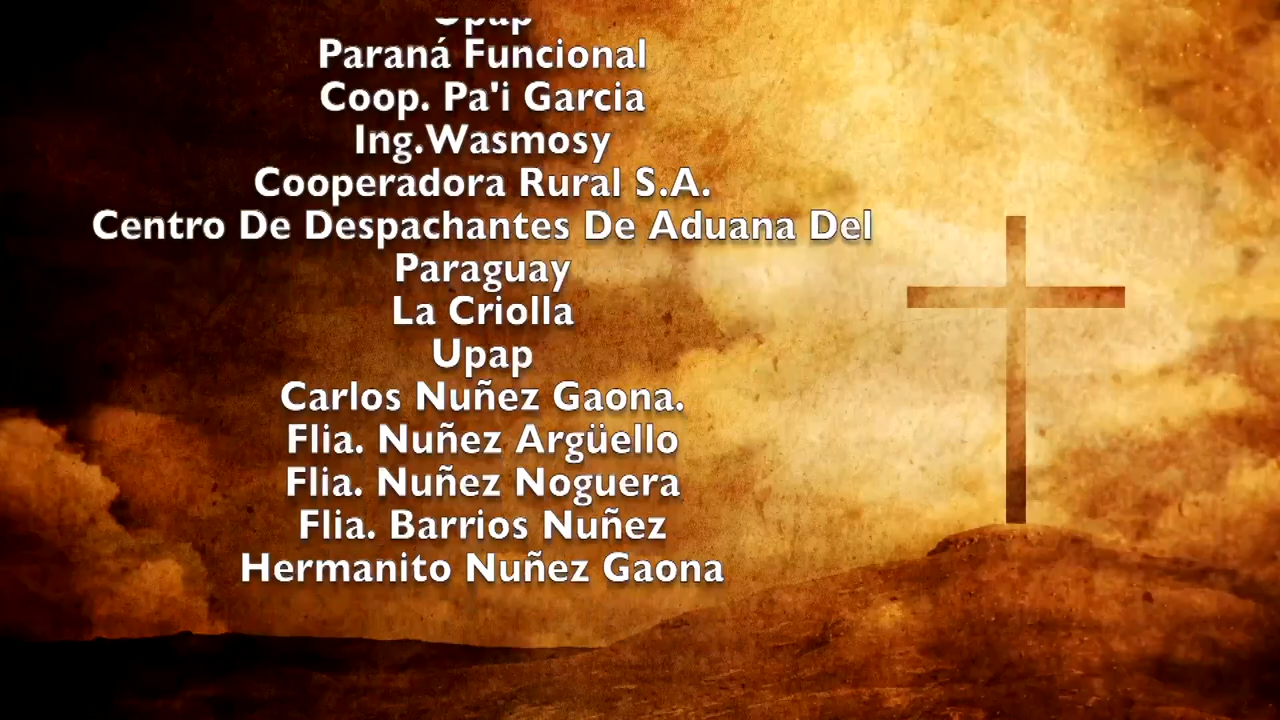 Paraná Funcional
Coop. Pa'i Garcia
Ing.Wasmosy
Cooperadora Rural S.A.
Centro De Despachantes De Aduana Del
Paraguay
La Criolla
Upap
Carlos Nuñez Gaona.
Flia. Nuñez Argüello
Flia. Nuñez Noguera
Flia. Barrios Nuñez
Hermanito Nuñez Gaona